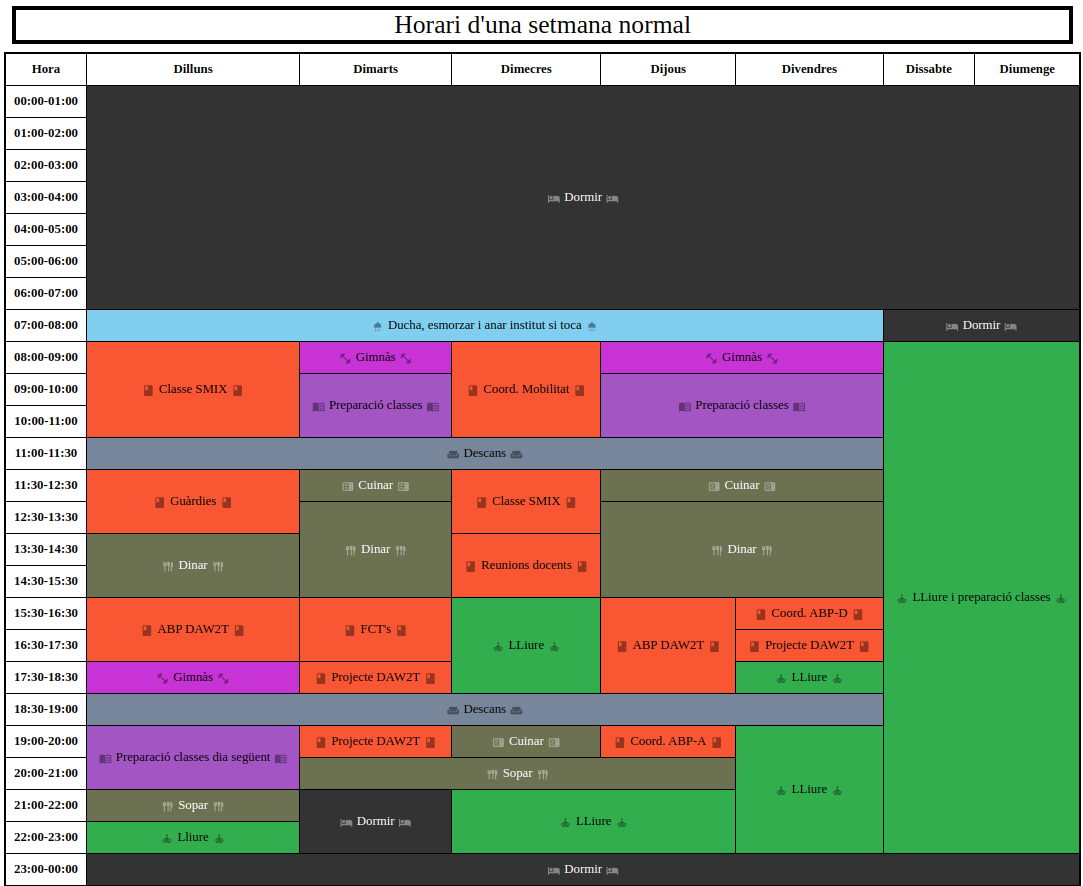 Horari d'una setmana normal
Hora Dilluns Dimarts Dimecres Dijous Divendres Dissabte Diumenge
00:00-01:00
01:00-02:00
02:00-03:00
03:00-04:00 Dormir
04:00-05:00
05:00-06:00
06:00-07:00
07:00-08:00 Ducha, esmorzar i anar institut si toca Dormir
08:00-09:00 Gimnàs Gimnàs
09:00-10:00 Classe SMIX Coord. Mobilitat
Preparació classes Preparació classes
10:00-11:00
11:00-11:30 Descans
11:30-12:30 Cuinar Cuinar
Guàrdies Classe SMIX
12:30-13:30
13:30-14:30 Dinar Dinar
Dinar Reunions docents
14:30-15:30
LLiure i preparació classes
15:30-16:30 Coord. ABP-D
ABP DAW2T FCT's
16:30-17:30 LLiure ABP DAW2T Projecte DAW2T
17:30-18:30 Gimnàs Projecte DAW2T LLiure
18:30-19:00 Descans
19:00-20:00 Projecte DAW2T Cuinar Coord. ABP-A
Preparació classes dia següent
20:00-21:00 Sopar
LLiure
21:00-22:00 Sopar
Dormir LLiure
22:00-23:00 Lliure
23:00-00:00 Dormir